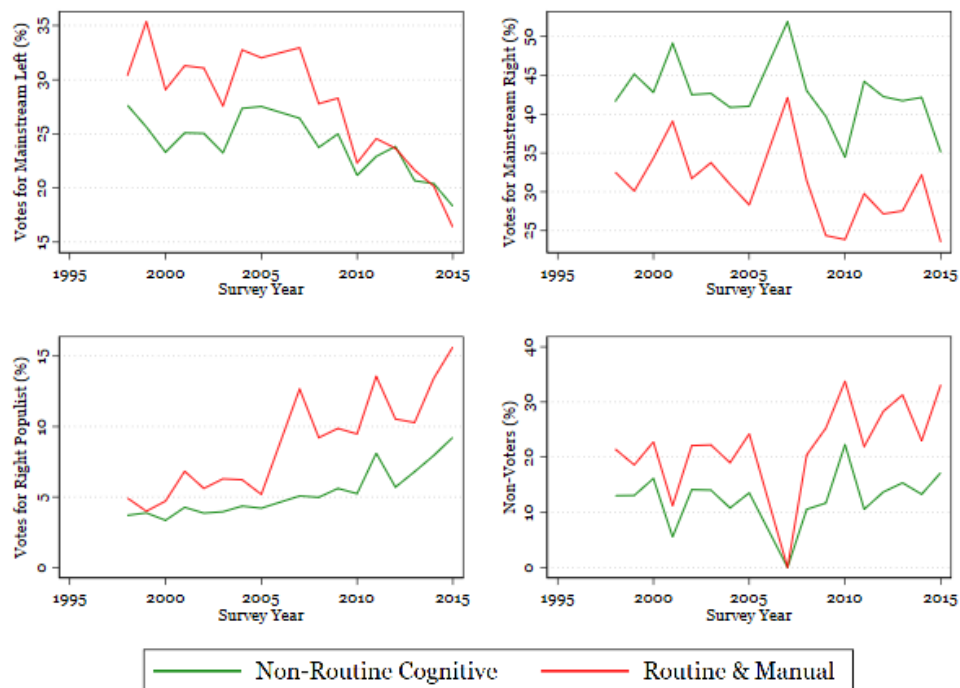 Votes for Mainstream Left (%)
35
30
25
20
15
1995 2000 2005 2010 2015
Survey Year
Votes for Mainstream Right (%)
50
45
40
35
30
25
1995 2000 2005 2010 2015
Survey Year
Votes for Right Populist (%)
15
10
5
0
1995 2000 2005 2010 2015
Survey Year
Non-Voters (%)
40
30
20
10
0
1995 2000 2005 2010 2015
Survey Year
Non-Routine Cognitive Routine & Manual